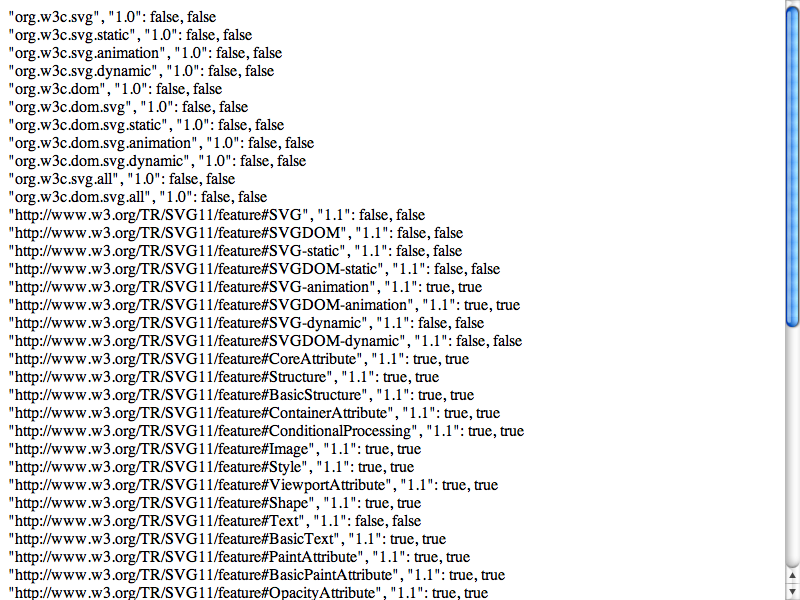 "org.w3c.svg", "1.0": false, false
"org.w3c.svg.static", "1.0": false, false
"org.w3c.svg.animation", "1.0": false, false
"org.w3c.svg.dynamic", "1.0": false, false
"org.w3c.dom", "1.0": false, false
"org.w3c.dom.svg", "1.0": false, false
"org.w3c.dom.svg.static", "1.0": false, false
"org.w3c.dom.svg.animation", "1.0": false, false
"org.w3c.dom.svg.dynamic", "1.0": false, false
"org.w3c.svg.all", "1.0": false, false
"org.w3c.dom.svg.all", "1.0": false, false
"http://www.w3.org/TR/SVG11/feature#SVG", "1.1": false, false
"http://www.w3.org/TR/SVG11/feature#SVGDOM", "1.1": false, false
"http://www.w3.org/TR/SVG11/feature#SVG-static", "1.1": false, false
"http://www.w3.org/TR/SVG11/feature#SVGDOM-static", "1.1": false, false
"http://www.w3.org/TR/SVG11/feature#SVG-animation", "1.1": true, true
"http://www.w3.org/TR/SVG11/feature#SVGDOM-animation", "1.1": true, true
"http://www.w3.org/TR/SVG11/feature#SVG-dynamic", "1.1": false, false
"http://www.w3.org/TR/SVG11/feature#SVGDOM-dynamic", "1.1": false, false
"http://www.w3.org/TR/SVG11/feature#CoreAttribute", "1.1": true, true
"http://www.w3.org/TR/SVG11/feature#Structure", "1.1": true, true
"http://www.w3.org/TR/SVG11/feature#BasicStructure", "1.1": true, true
"http://www.w3.org/TR/SVG11/feature#ContainerAttribute", "1.1": true, true
"http://www.w3.org/TR/SVG11/feature#ConditionalProcessing", "1.1": true, true
"http://www.w3.org/TR/SVG11/feature#Image", "1.1": true, true
"http://www.w3.org/TR/SVG11/feature#Style", "1.1": true, true
"http://www.w3.org/TR/SVG11/feature#ViewportAttribute", "1.1": true, true
"http://www.w3.org/TR/SVG11/feature#Shape", "1.1": true, true
"http://www.w3.org/TR/SVG11/feature#Text", "1.1": false, false
"http://www.w3.org/TR/SVG11/feature#BasicText", "1.1": true, true
"http://www.w3.org/TR/SVG11/feature#PaintAttribute", "1.1": true, true
"http://www.w3.org/TR/SVG11/feature#BasicPaintAttribute", "1.1": true, true
"http://www.w3.org/TR/SVG11/feature#OpacityAttribute", "1.1": true, true